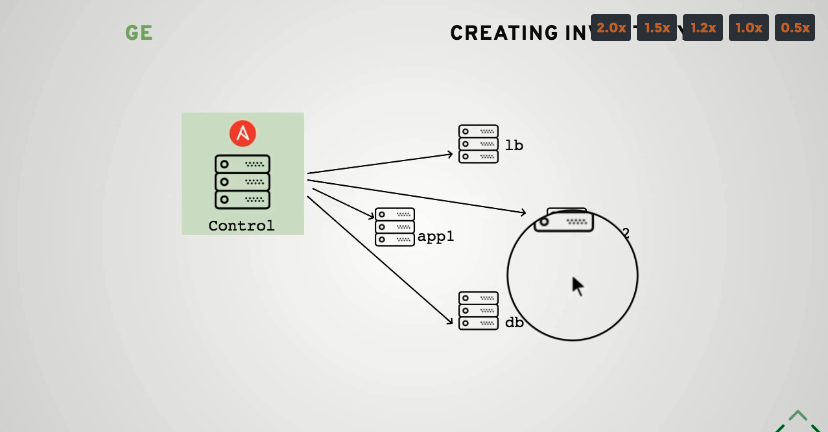 GE
CREATING IN
2.0x 1.5x 1.2x 1.0x 0.5x
lb
Control
app1
2
db